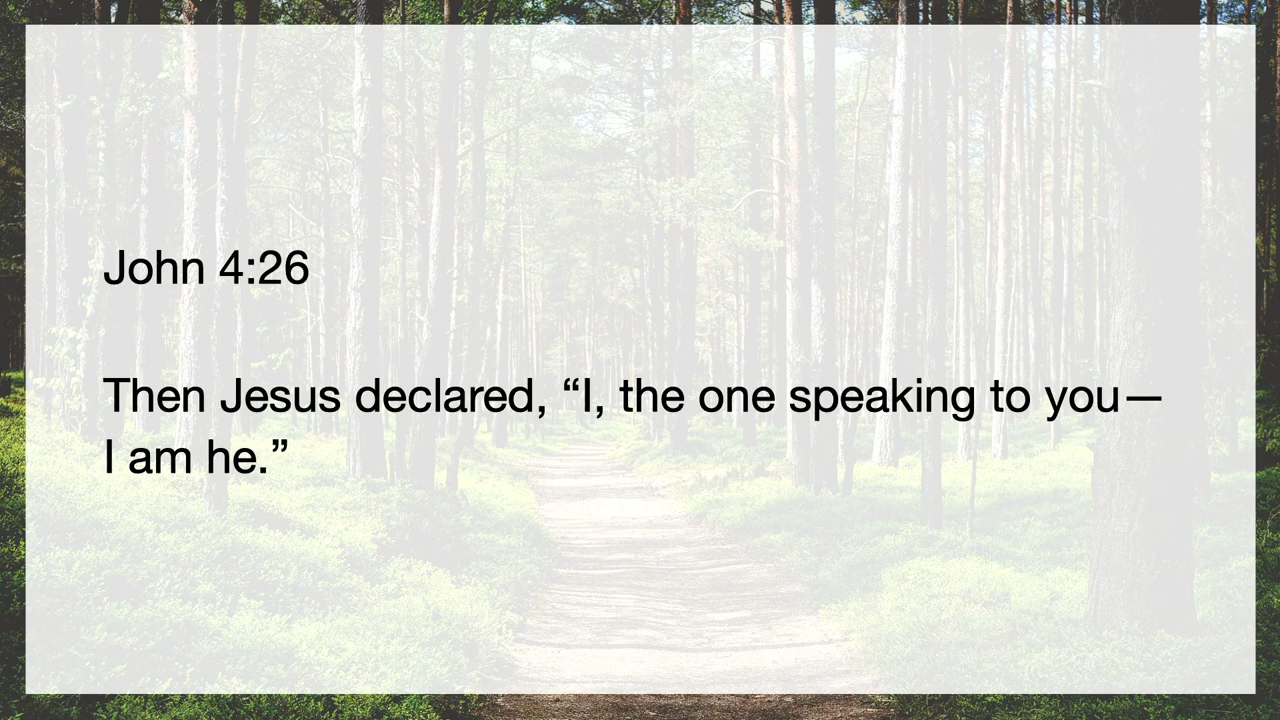 John 4:26
Then Jesus declared, “I, the one speaking to you—
I am he.”